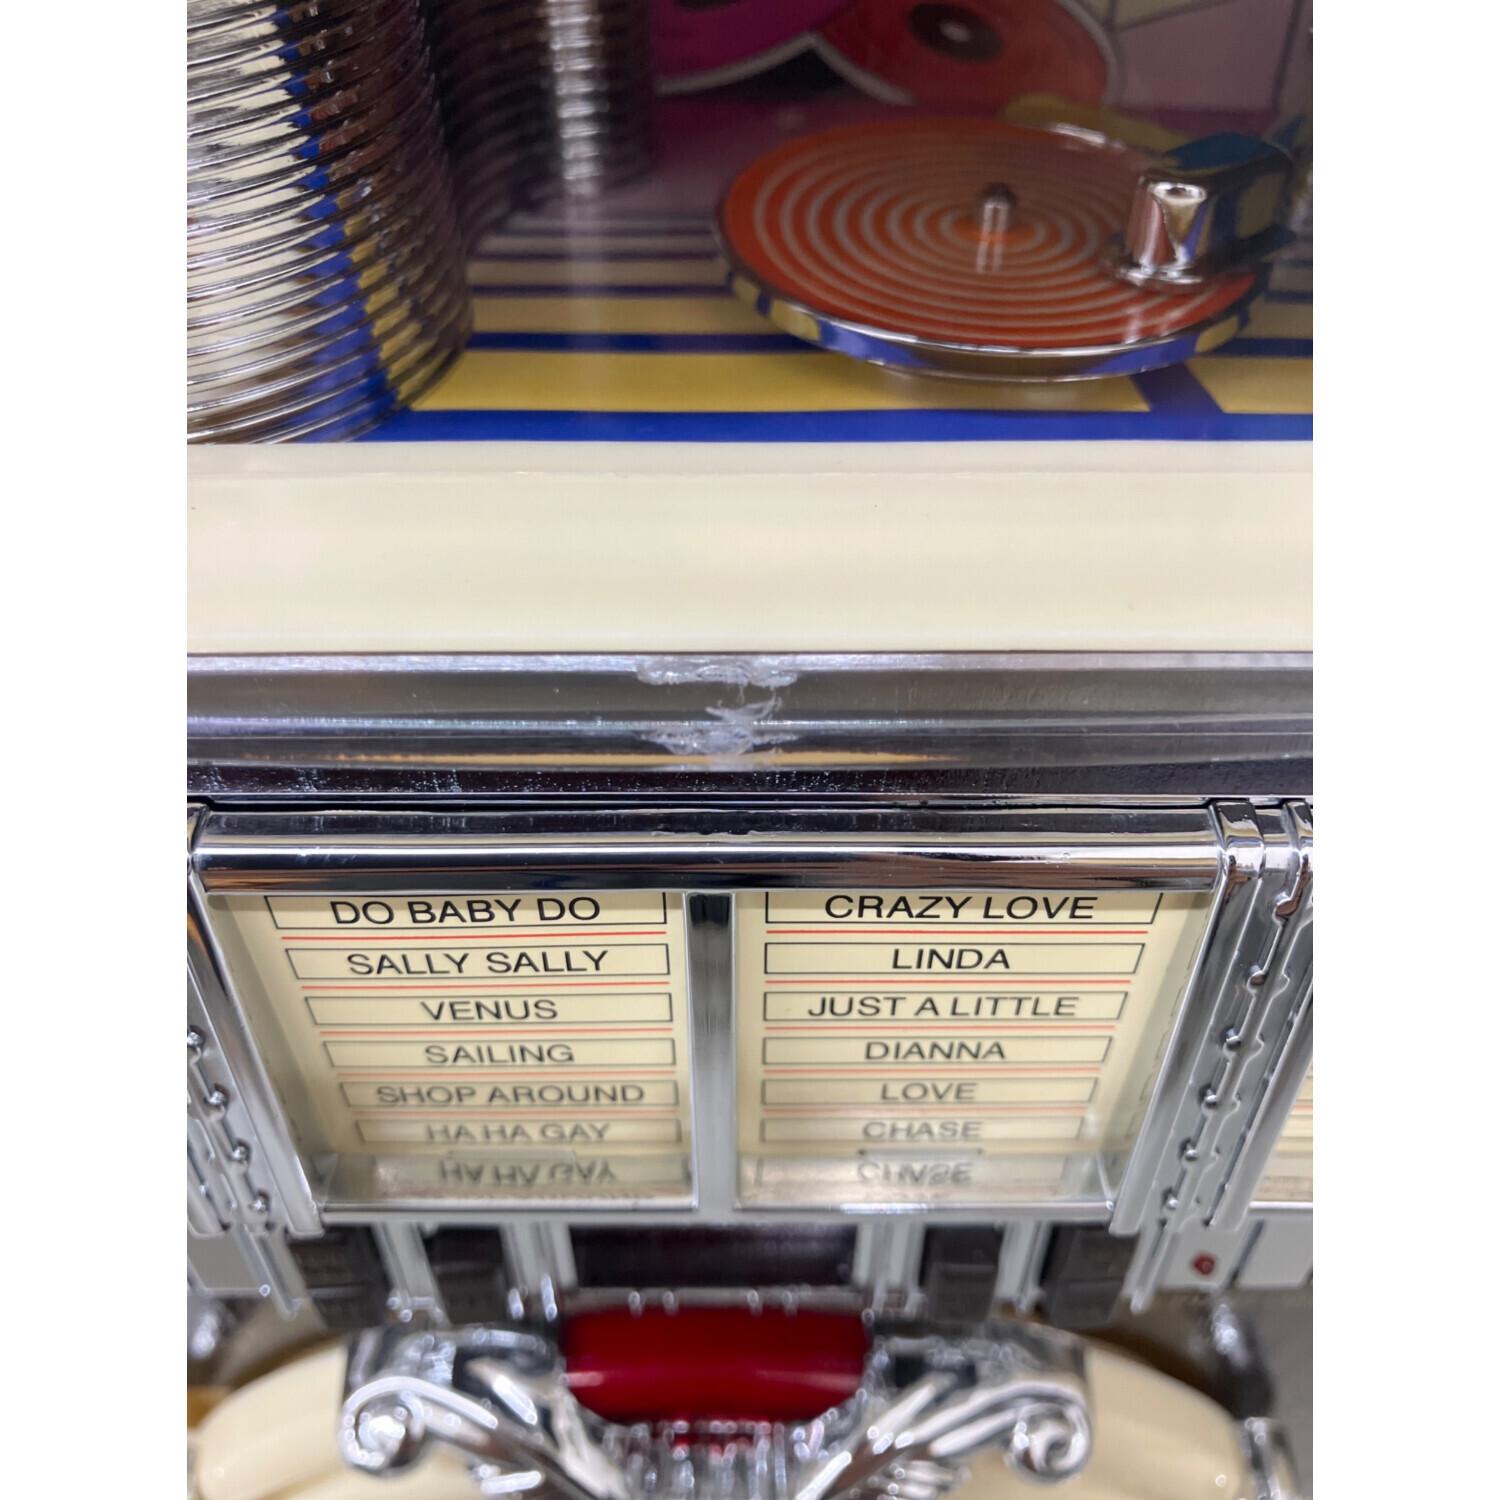 DO BABY DO
SALLY SALLY
VENUS
SAILING
SHOP AROUND
HA HA GAY
CRAZY LOVE
LINDA
JUST A LITTLE
DIANNA
LOVE
CHASE